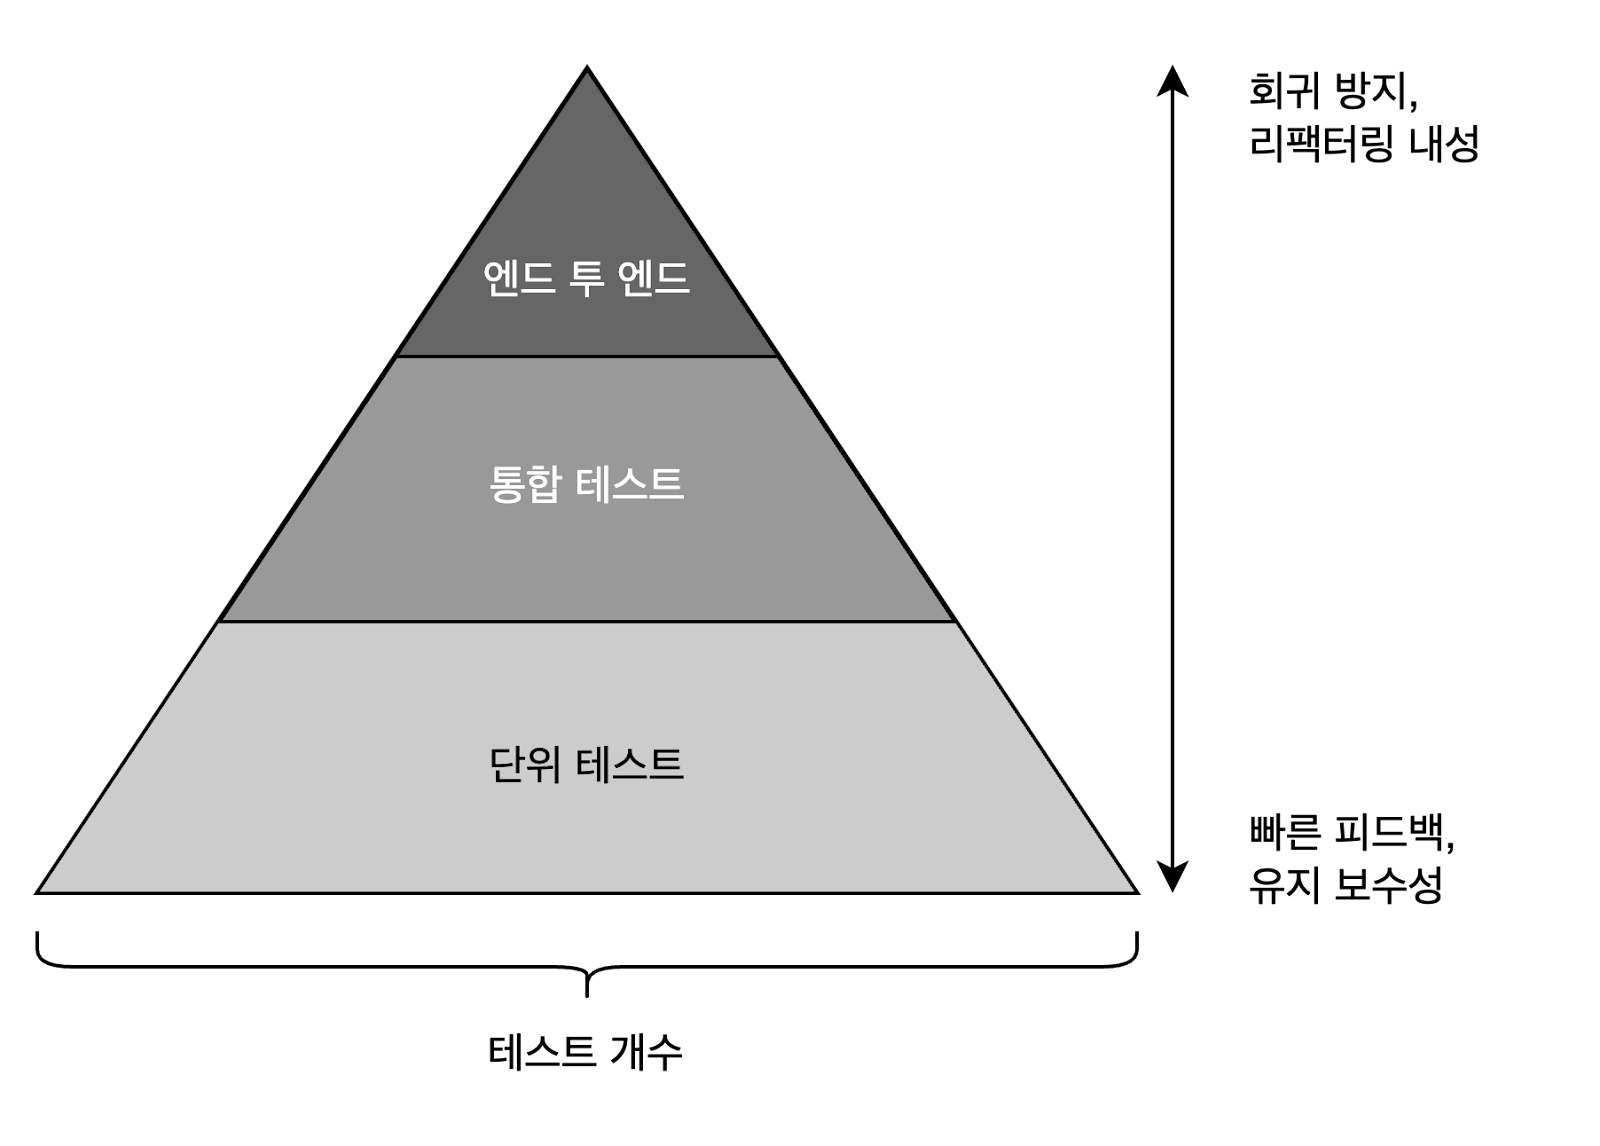 회귀 방지,
리팩터링 내성
엔드 투 엔드
통합 테스트
단위 테스트
빠른 피드백,
유지 보수성
테스트 개수